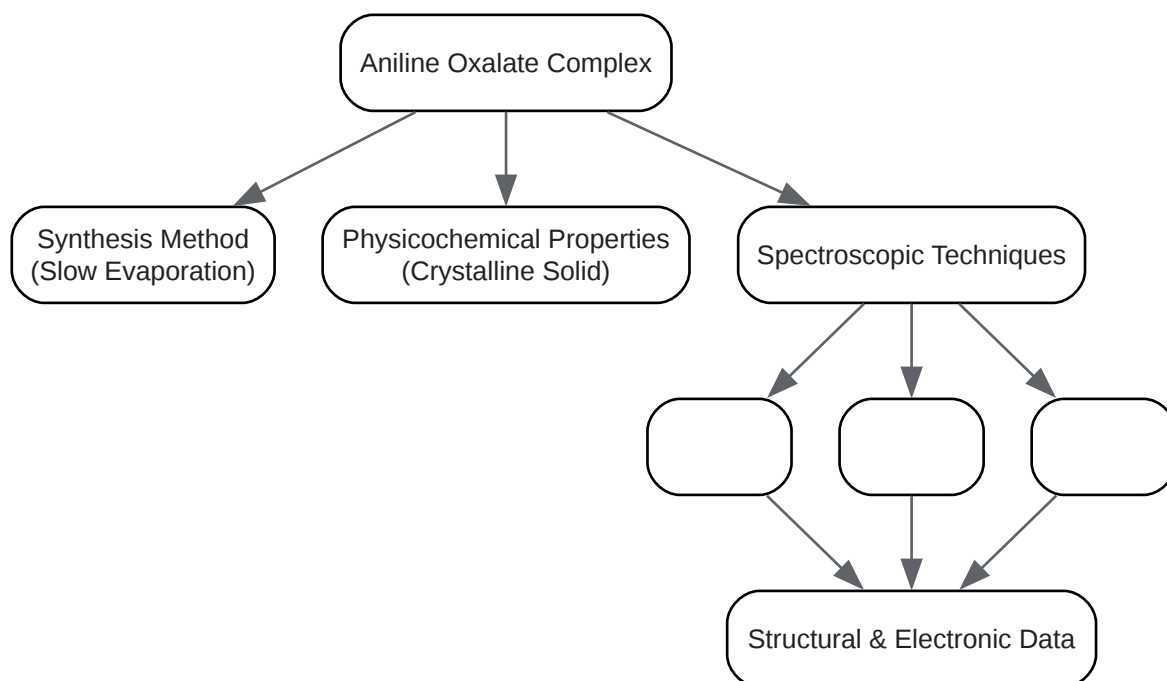 Aniline Oxalate Complex
Synthesis Method
(Slow Evaporation)
Physicochemical Properties
(Crystalline Solid)
Spectroscopic Techniques
Structural & Electronic Data